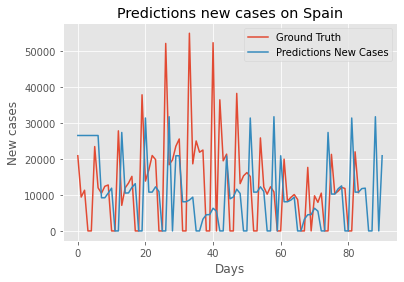 Predictions new cases on Spain
Ground Truth
Predictions New Cases
50000
40000
30000
20000
10000
0
New cases
0 20 40 60 80
Days